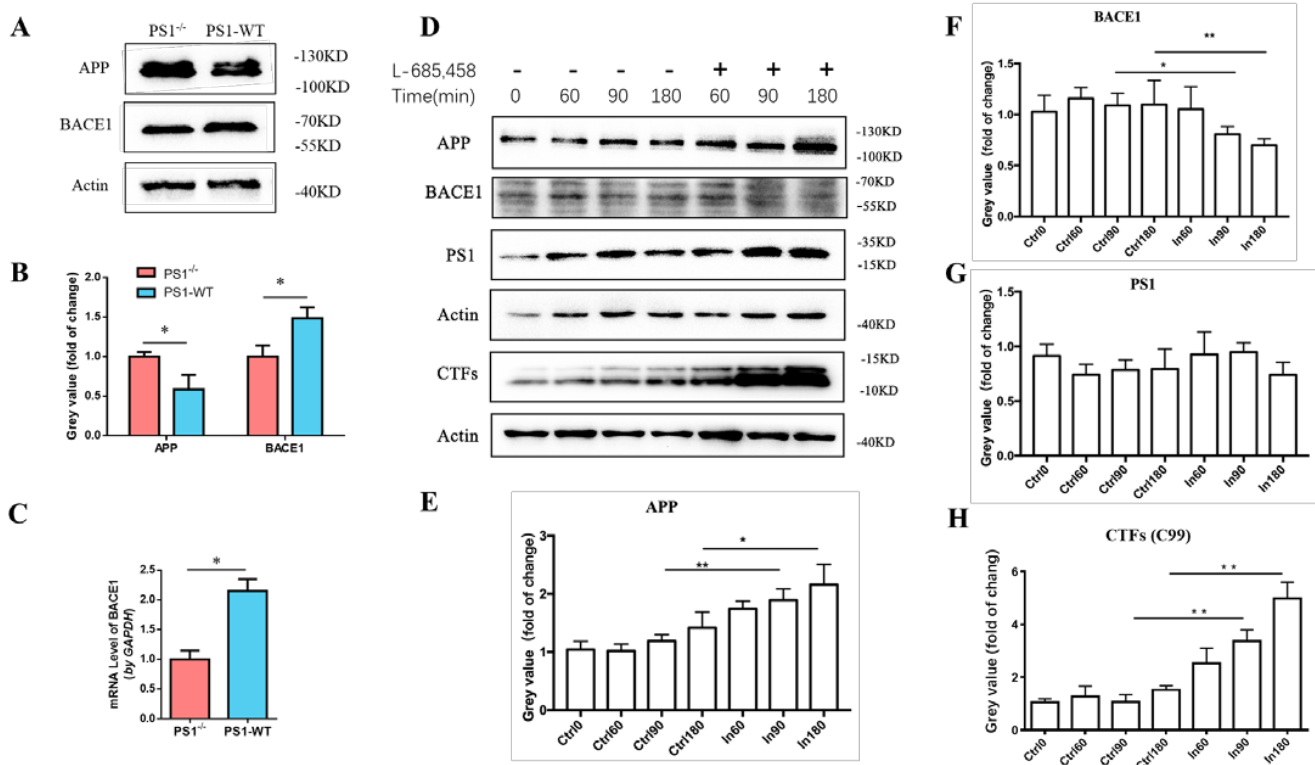 A
PS1-/- PS1-WT
APP
-130KD
-100KD
BACE1
-70KD
-55KD
Actin
-40KD
B
PS1-/-
PS1-WT
Grey value (fold of change)
2.0
1.5
1.0
0.5
0.0
*
*
APP BACE1
C
mRNA Level of BACE1
(by GAPDH)
2.5
2.0
1.5
1.0
0.5
0.0
*
PS1-/- PS1-WT
D
L-685,458 - - - - + + +
Time(min) 0 60 90 180 60 90 180
APP
-130KD
-100KD
BACE1
-70KD
-55KD
PS1
-35KD
-15KD
Actin
-40KD
CTFs
-15KD
-10KD
Actin
-40KD
E
APP
Grey value (fold of change)
3
2
1
0
**
*
Ctrl0 Ctrl60 Ctrl90 Ctrl180 In60 In90 In180
F
BACE1
Grey value (fold of change)
1.5
1.0
0.5
0.0
*
**
Ctrl0 Ctrl60 Ctrl90 Ctrl180 In60 In90 In180
G
PS1
Grey value (fold of change)
1.5
1.0
0.5
0.0
Ctrl0 Ctrl60 Ctrl90 Ctrl180 In60 In90 In180
H
CTFs (C99)
Grey value (fold of chang)
6
4
2
0
**
**
Ctrl0 Ctrl60 Ctrl90 Ctrl180 In60 In90 In180